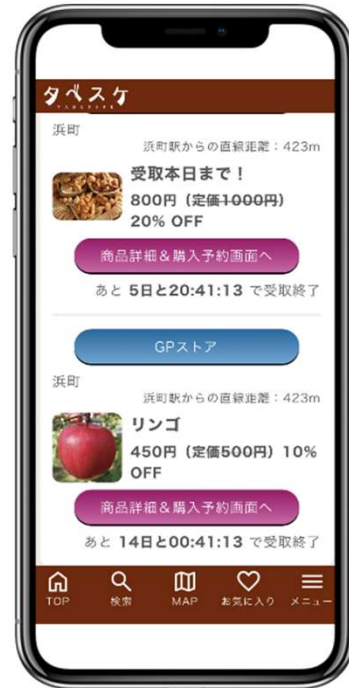 タベスケ
浜町
浜町駅からの直線距離：423m
受取本日まで！
800円（定価1000円）
20% OFF
商品詳細＆購入予約画面へ
あと 5日と20:41:13 で受取終了
GPストア
浜町
浜町駅からの直線距離：423m
リンゴ
450円（定価500円）10%
OFF
商品詳細＆購入予約画面へ
あと 14日と00:41:13 で受取終了
TOP 検索 MAP お気に入り メニュー